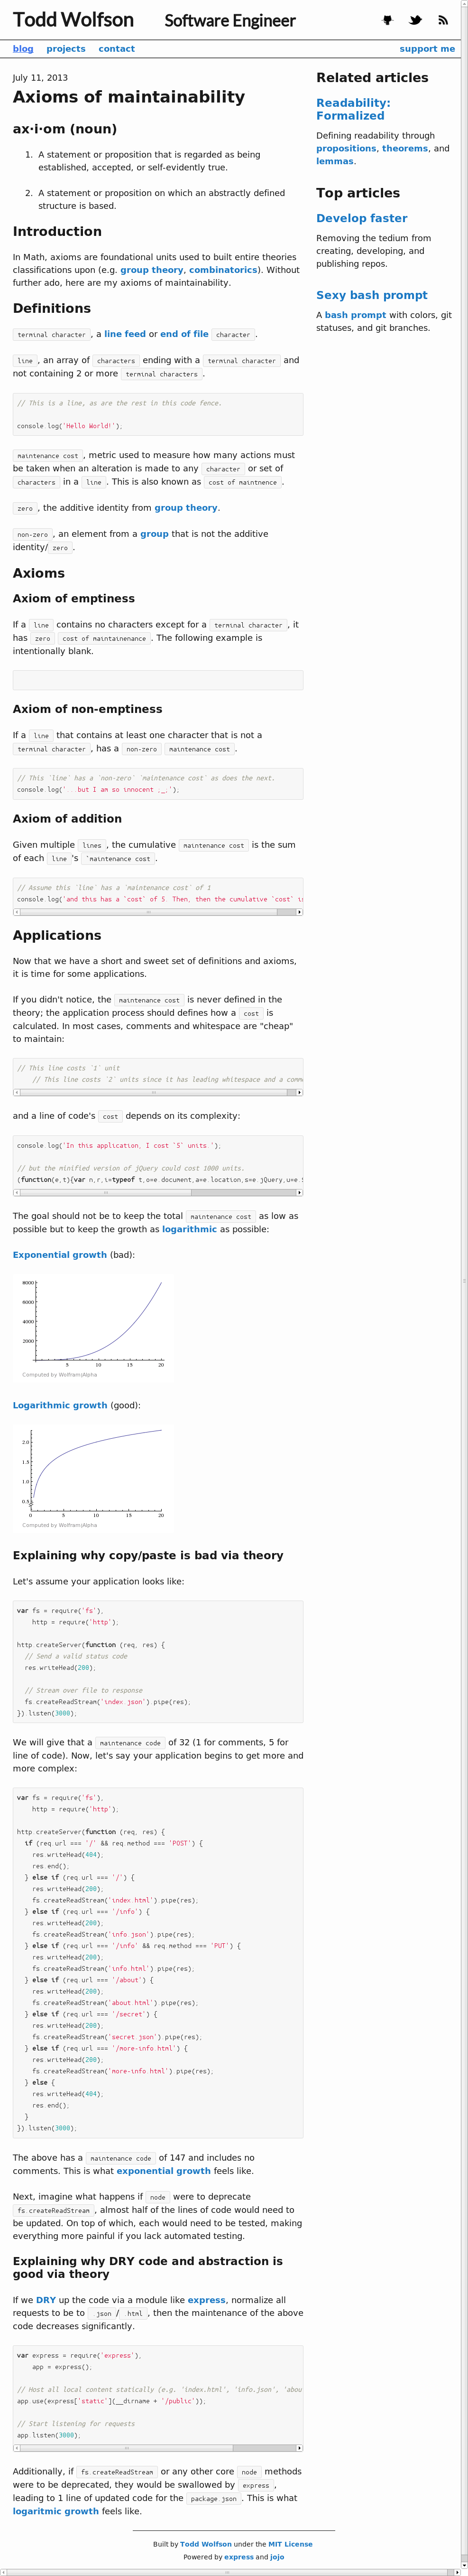 Todd Wolfson
Software Engineer
blog projects contact support me
July 11, 2013
Axioms of maintainability
ax·i·om (noun)
1. A statement or proposition that is regarded as being
established, accepted, or self-evidently true.
2. A statement or proposition on which an abstractly defined
structure is based.
Introduction
In Math, axioms are foundational units used to built entire theories
classifications upon (e.g. group theory, combinatorics). Without
further ado, here are my axioms of maintainability.
Definitions
terminal character, a line feed or end of file character.
line, an array of characters ending with a terminal character and
not containing 2 or more terminal characters.
// This is a line, as are the rest in this code fence.
console.log('Hello World!');
maintenance cost, metric used to measure how many actions must
be taken when an alteration is made to any character or set of
characters in a line. This is also known as cost of maintnence.
zero, the additive identity from group theory.
non-zero, an element from a group that is not the additive
identity/zero.
Axioms
Axiom of emptiness
If a line contains no characters except for a terminal character, it
has zero cost of maintainenance. The following example is
intentionally blank.
Axiom of non-emptiness
If a line that contains at least one character that is not a
terminal character, has a non-zero maintenance cost.
// This `line` has a `non-zero` `maintenance cost` as does the next.
console.log('...but I am so innocent ;_;');
Axiom of addition
Given multiple lines, the cumulative maintenance cost is the sum
of each line's `maintenance cost.
// Assume this `line` has a `maintenance cost` of 1
console.log('and this has a `cost` of 5. Then, then the cumulative `cost` is
Applications
Now that we have a short and sweet set of definitions and axioms,
it is time for some applications.
If you didn't notice, the maintenance cost is never defined in the
theory; the application process should defines how a cost is
calculated. In most cases, comments and whitespace are "cheap"
to maintain:
// This line costs `1` unit
// This line costs `2` units since it has leading whitespace and a comm
and a line of code's cost depends on its complexity:
console.log('In this application, I cost `5` units.');
// but the minified version of jQuery could cost 1000 units.
(function(e,t){var n,r,i=typeof t,o=e.document,a=e.location,s=e.jQuery,u=e.$
The goal should not be to keep the total maintenance cost as low as
possible but to keep the growth as logarithmic as possible:
Exponential growth (bad):
8000
6000
4000
2000
5 10 15 20
Computed by Wolfram|Alpha
Logarithmic growth (good):
2.0
1.5
1.0
0.5
0 5 10 15 20
Computed by Wolfram|Alpha
Explaining why copy/paste is bad via theory
Let's assume your application looks like:
var fs = require('fs'),
http = require('http');
http.createServer(function (req, res) {
// Send a valid status code
res.writeHead(200);
// Stream over file to response
fs.createReadStream('index.json').pipe(res);
}).listen(3000);
We will give that a maintenance code of 32 (1 for comments, 5 for
line of code). Now, let's say your application begins to get more and
more complex:
var fs = require('fs'),
http = require('http');
http.createServer(function (req, res) {
if (req.url === '/' && req.method === 'POST') {
res.writeHead(404);
res.end();
} else if (req.url === '/') {
res.writeHead(200);
fs.createReadStream('index.html').pipe(res);
} else if (req.url === '/info') {
res.writeHead(200);
fs.createReadStream('info.json').pipe(res);
} else if (req.url === '/info' && req.method === 'PUT') {
res.writeHead(200);
fs.createReadStream('info.html').pipe(res);
} else if (req.url === '/about') {
res.writeHead(200);
fs.createReadStream('about.html').pipe(res);
} else if (req.url === '/secret') {
res.writeHead(200);
fs.createReadStream('secret.json').pipe(res);
} else if (req.url === '/more-info.html') {
res.writeHead(200);
fs.createReadStream('more-info.html').pipe(res);
} else {
res.writeHead(404);
res.end();
}
}).listen(3000);
The above has a maintenance code of 147 and includes no
comments. This is what exponential growth feels like.
Next, imagine what happens if node were to deprecate
fs.createReadStream, almost half of the lines of code would need to
be updated. On top of which, each would need to be tested, making
everything more painful if you lack automated testing.
Explaining why DRY code and abstraction is
good via theory
If we DRY up the code via a module like express, normalize all
requests to be to .json / .html, then the maintenance of the above
code decreases significantly.
var express = require('express'),
app = express();
// Host all local content statically (e.g. 'index.html', 'info.json', 'abou
app.use(express['static'](__dirname + '/public'));
// Start listening for requests
app.listen(3000);
Additionally, if fs.createReadStream or any other core node methods
were to be deprecated, they would be swallowed by express,
leading to 1 line of updated code for the package.json. This is what
logaritmic growth feels like.
Related articles
Readability:
Formalized
Defining readability through
propositions, theorems, and
lemmas.
Top articles
Develop faster
Removing the tedium from
creating, developing, and
publishing repos.
Sexy bash prompt
A bash prompt with colors, git
statuses, and git branches.
Built by Todd Wolfson under the MIT License
Powered by express and jojo